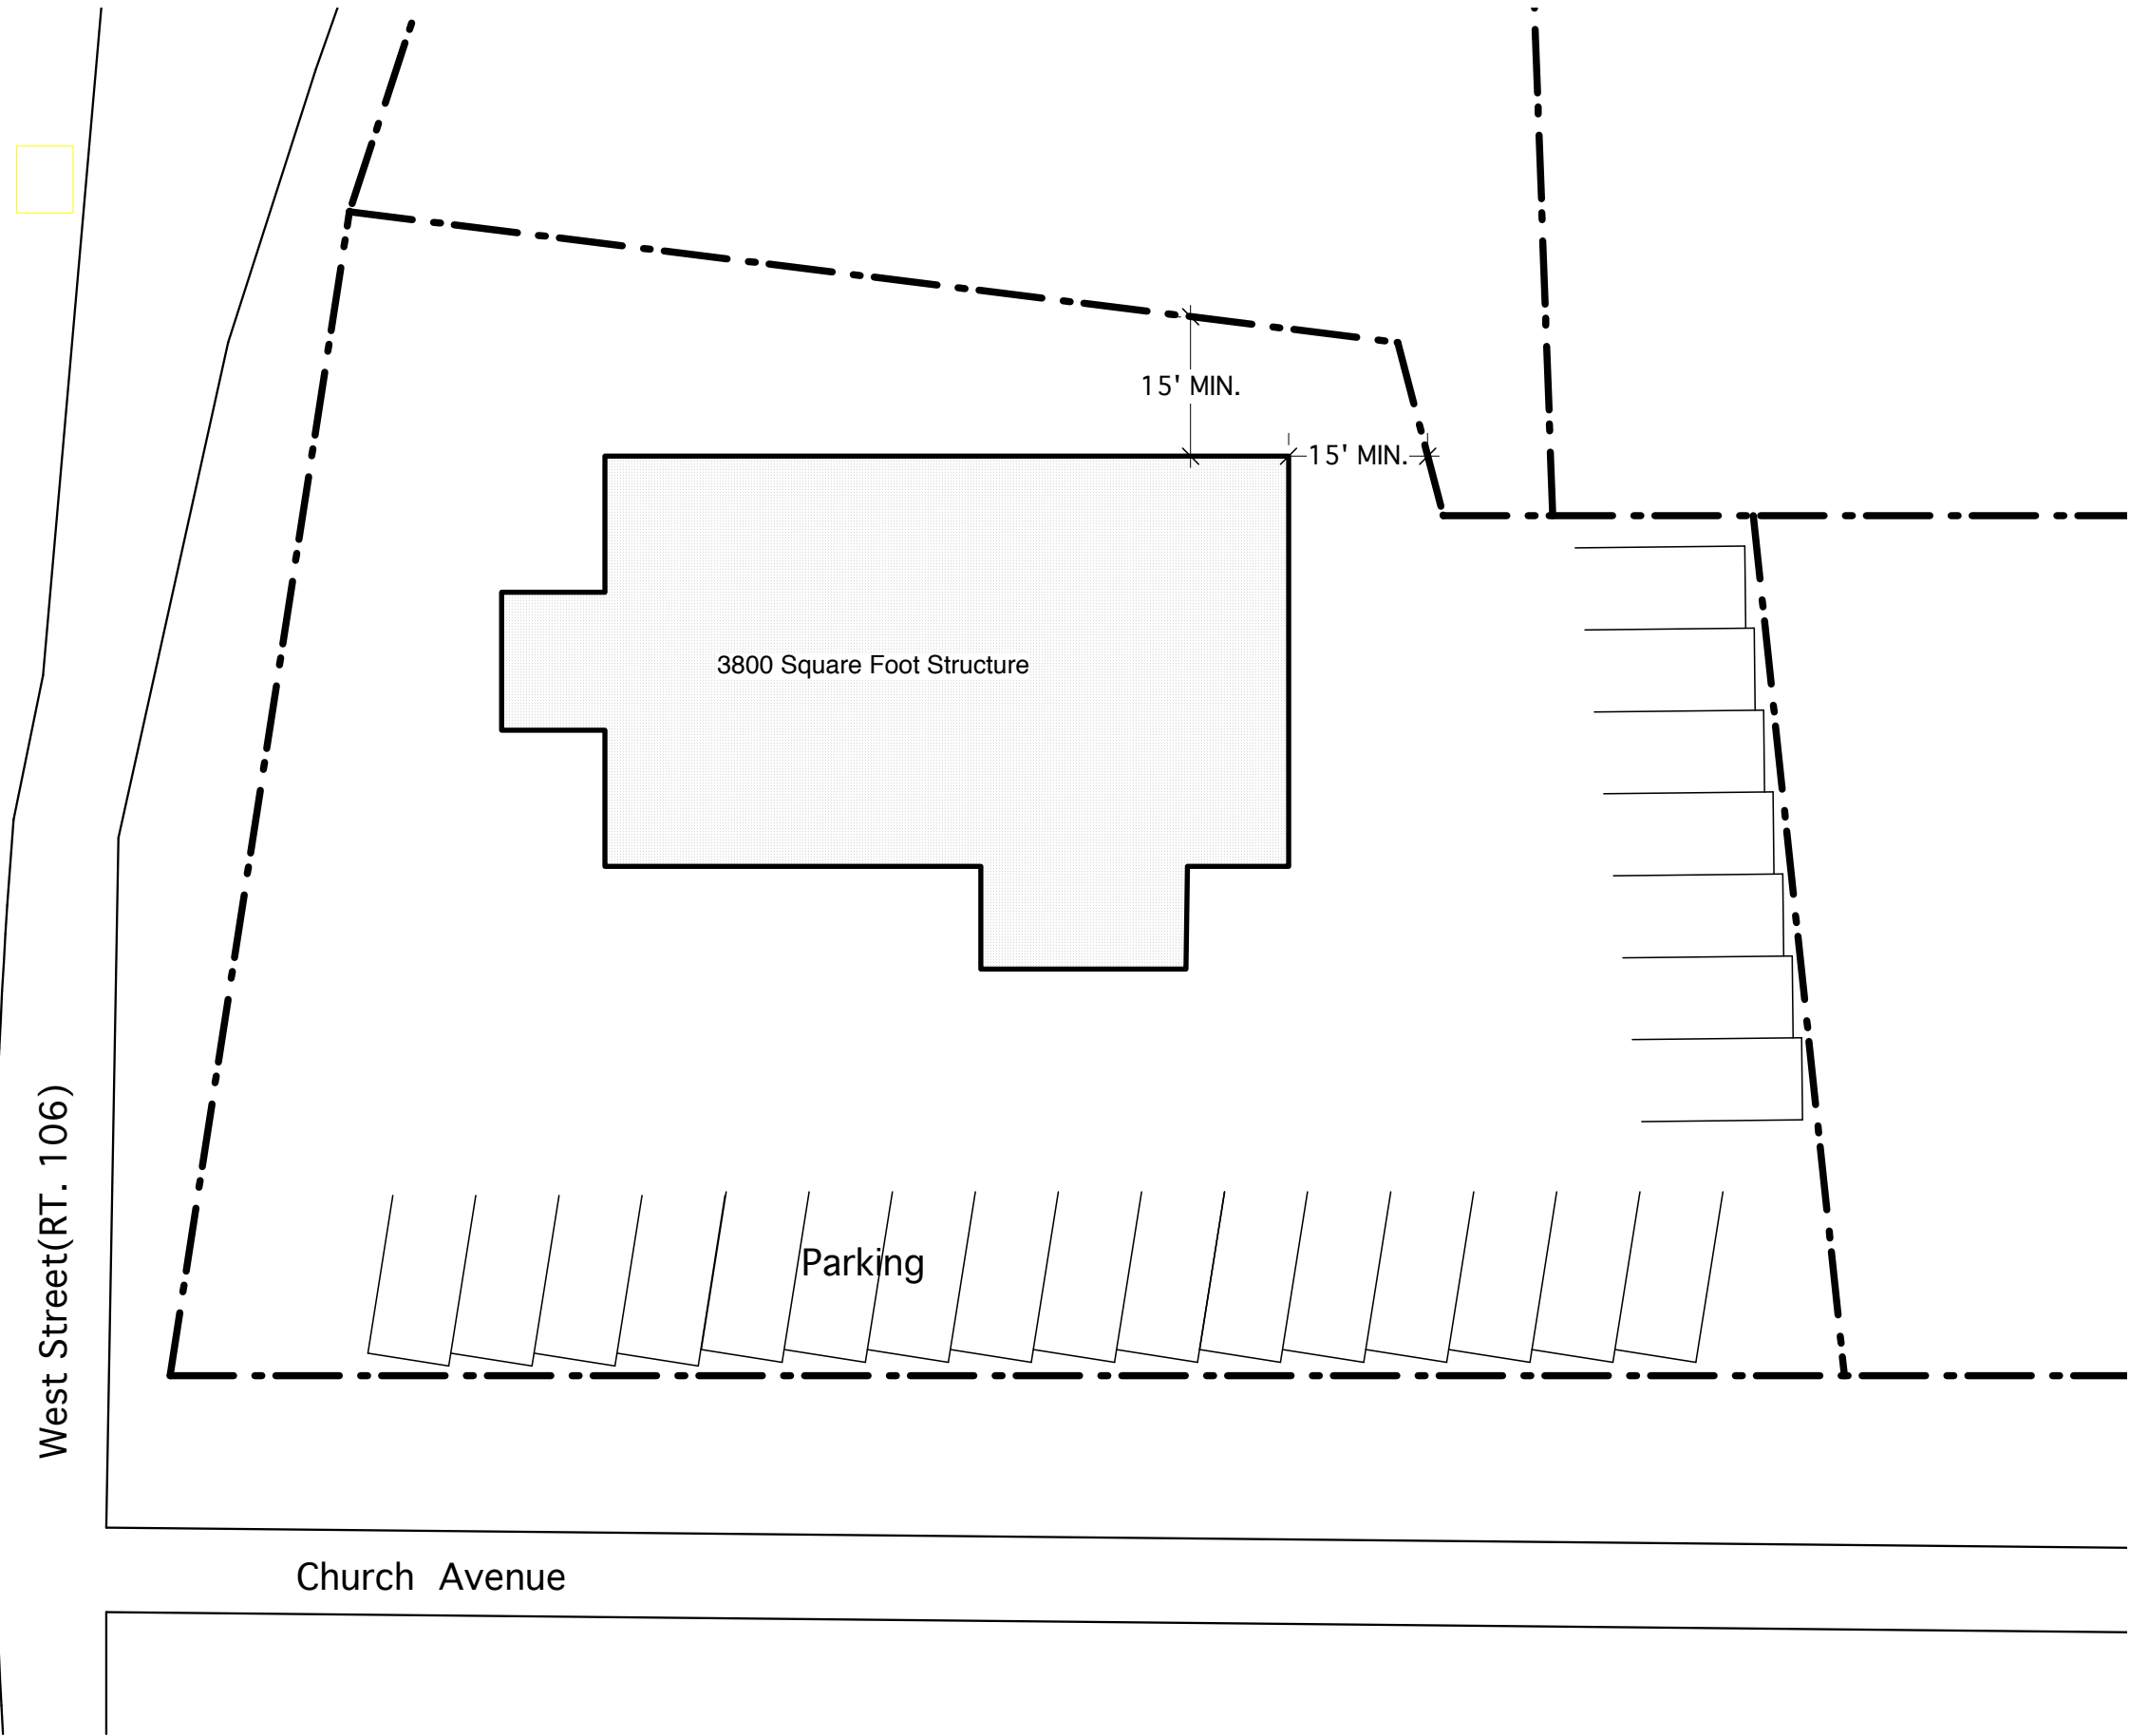 15' MIN.
15' MIN.
3800 Square Foot Structure
West Street(RT. 106)
Parking
Church Avenue